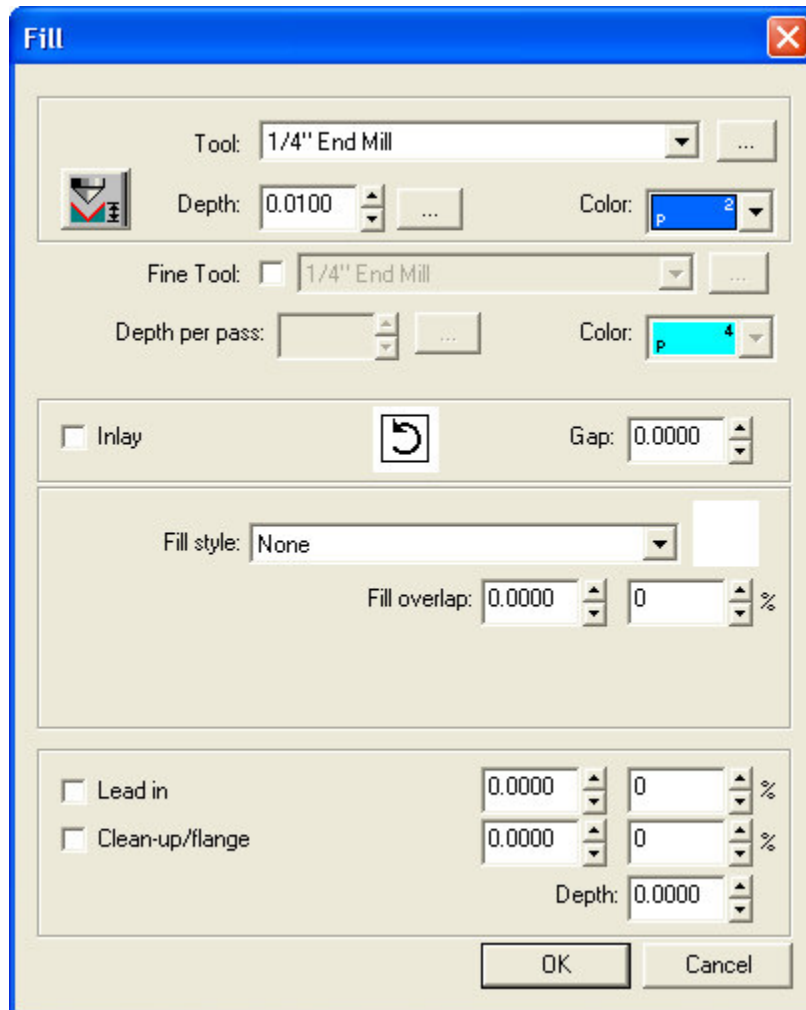 Fill
Tool: 1/4" End Mill ...
Depth: 0.0100 ... Color: P 2
Fine Tool: 1/4" End Mill ...
Depth per pass: ... Color: P 4
Inlay Gap: 0.0000
Fill style: None
Fill overlap: 0.0000 0 %
Lead in 0.0000 0 %
Clean-up/flange 0.0000 0 %
Depth: 0.0000
OK Cancel